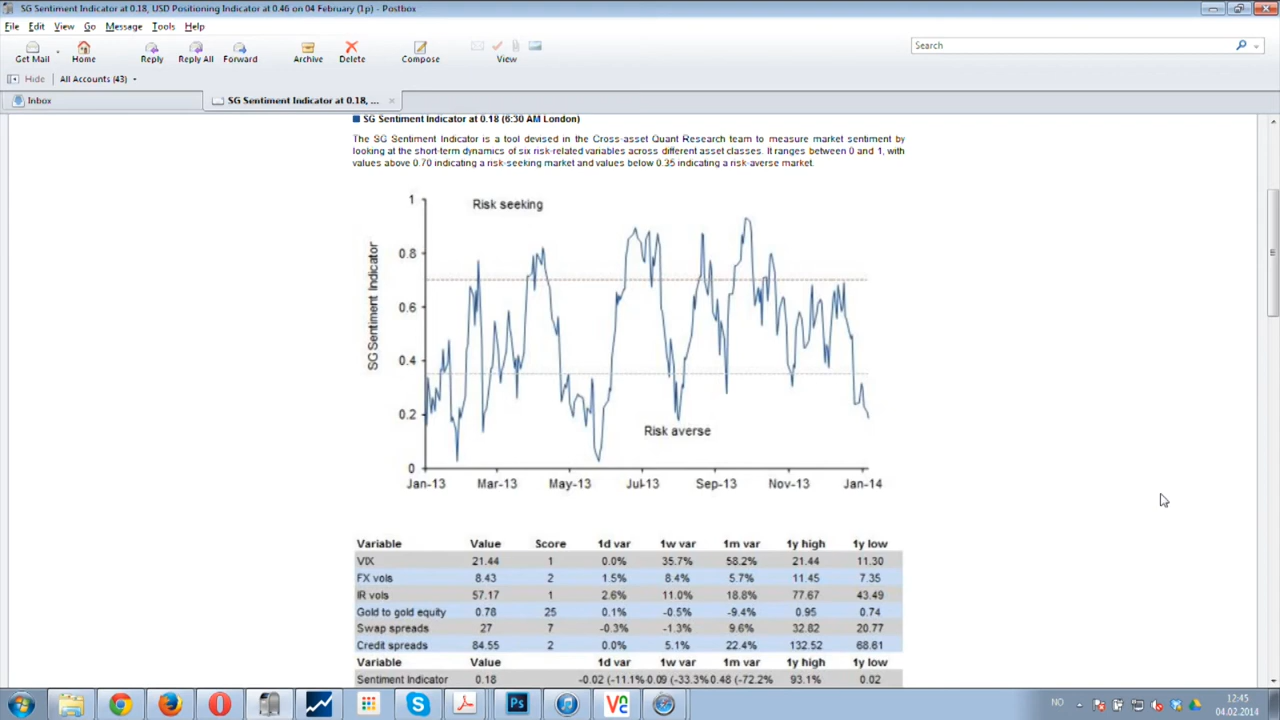 SG Sentiment Indicator at 0.18, USD Positioning Indicator at 0.46 on 04 February (1p) - Postbox
File Edit View Go Message Tools Help
Get Mail Home Reply Reply All Forward Archive Delete Compose View
Search
Hide All Accounts (43)
Inbox SG Sentiment Indicator at 0.18, ...
SG Sentiment Indicator at 0.18 (6:30 AM London)
The SG Sentiment Indicator is a tool devised in the Cross-asset Quant Research team to measure market sentiment by
looking at the short-term dynamics of six risk-related variables across different asset classes. It ranges between 0 and 1, with
values above 0.70 indicating a risk-seeking market and values below 0.35 indicating a risk-averse market.
1
Risk seeking
0.8
0.6
SG Sentiment Indicator
0.4
0.2
Risk averse
0
Jan-13 Mar-13 May-13 Jul-13 Sep-13 Nov-13 Jan-14
Variable Value Score 1d var 1w var 1m var 1y high 1y low
VIX 21.44 1 0.0% 35.7% 58.2% 21.44 11.30
FX vols 8.43 2 1.5% 8.4% 5.7% 11.45 7.35
IR vols 57.17 1 2.6% 11.0% 18.8% 77.67 43.49
Gold to gold equity 0.78 25 0.1% -0.5% -9.4% 0.95 0.74
Swap spreads 27 7 -0.3% -1.3% 9.6% 32.82 20.77
Credit spreads 84.55 2 0.0% 5.1% 22.4% 132.52 68.61
Variable Value 1d var 1w var 1m var 1y high 1y low
Sentiment Indicator 0.18 -0.02 (-11.1% 0.09 (-33.3% 0.48 (-72.2% 93.1% 0.02
Ps
VNC
NO
12:45
04.02.2014